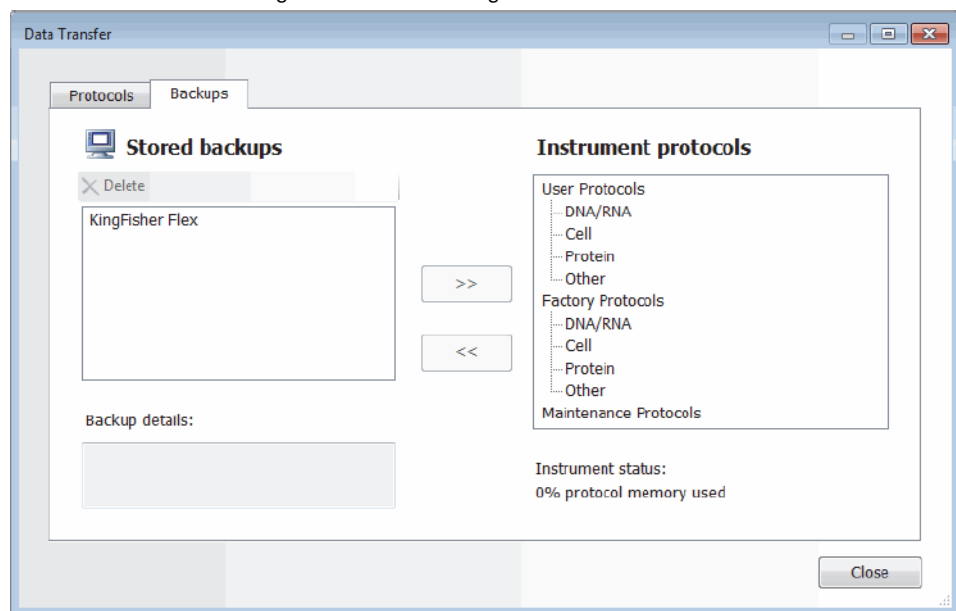 Data Transfer
Protocols
Backups
Stored backups
Delete
KingFisher Flex
Backup details:
>>
<<
Instrument protocols
User Protocols
DNA/RNA
Cell
Protein
Other
Factory Protocols
DNA/RNA
Cell
Protein
Other
Maintenance Protocols
Instrument status:
0% protocol memory used
Close